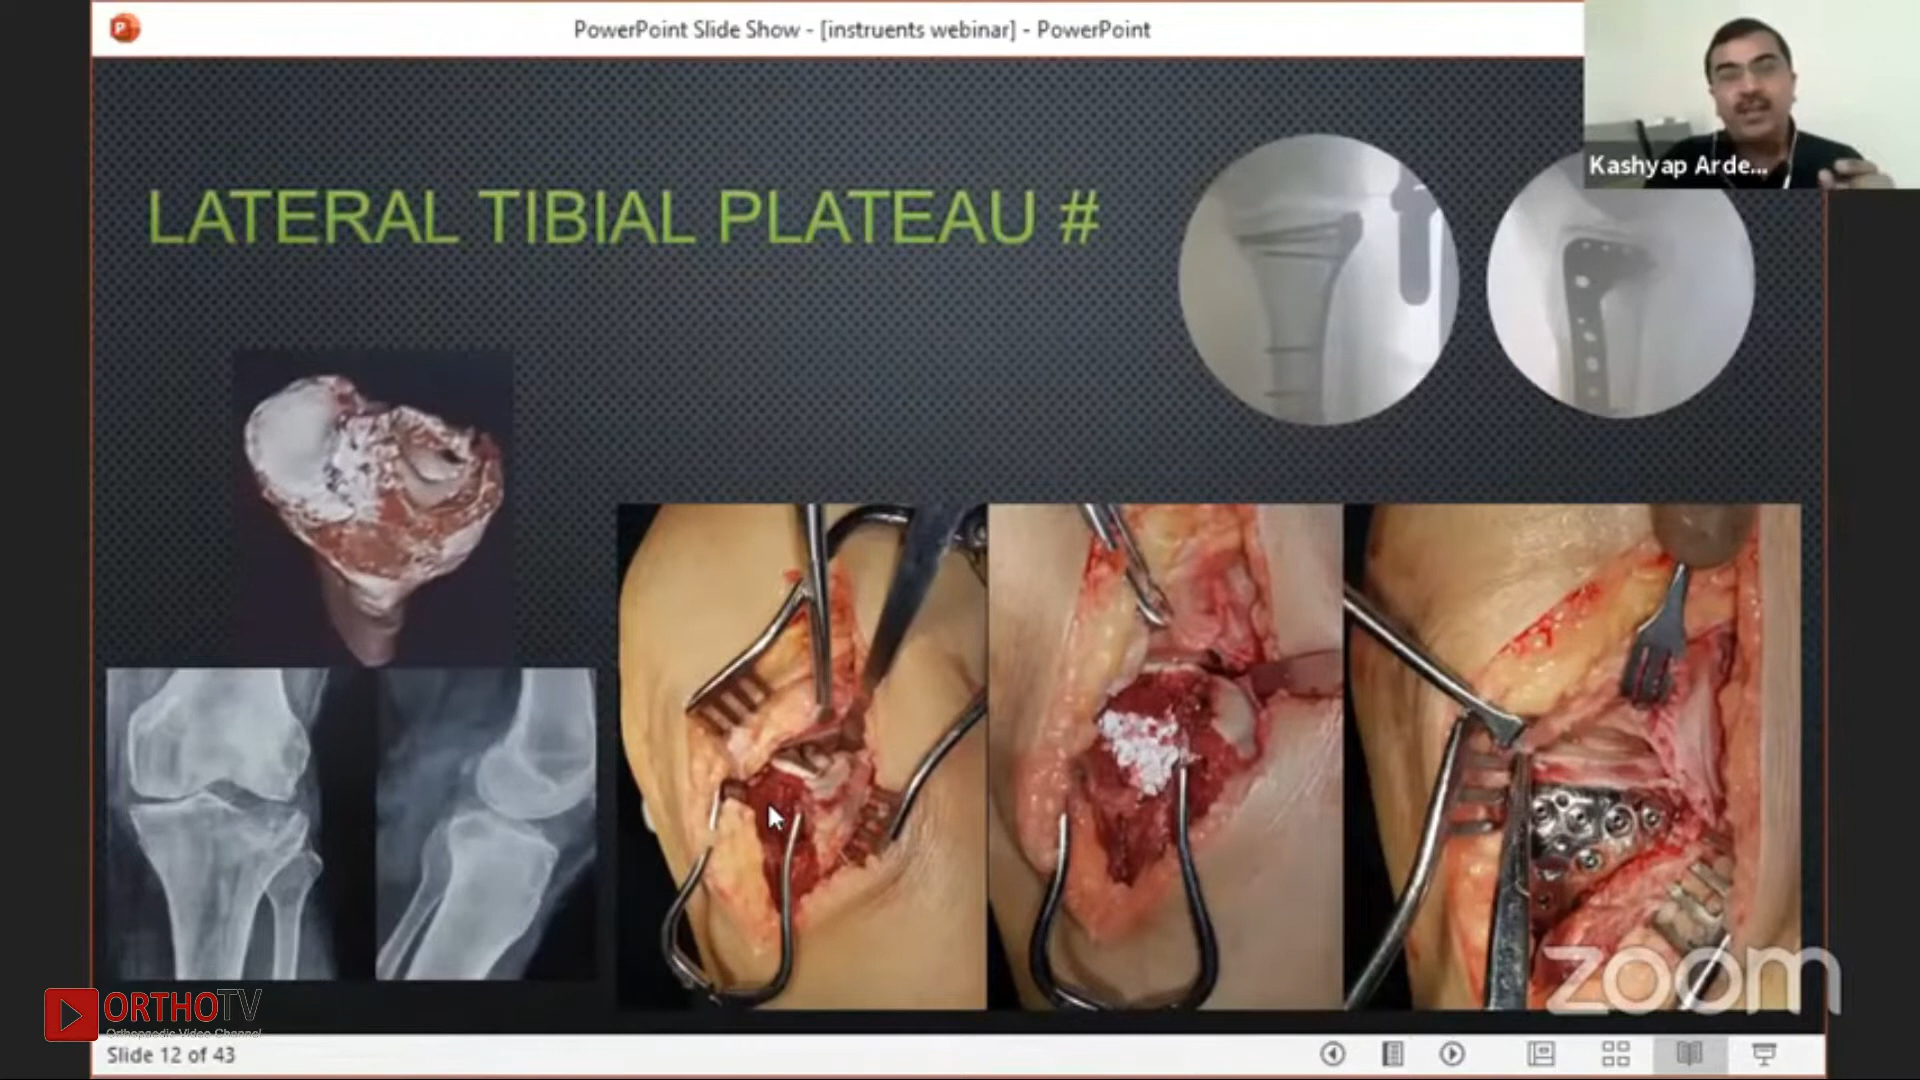 PowerPoint Slide Show - [instruents webinar] - PowerPoint
Kashyap Arde...
LATERAL TIBIAL PLATEAU #
zoom
ORTHOTV
Orthopaedic Video Channel
Slide 12 of 43